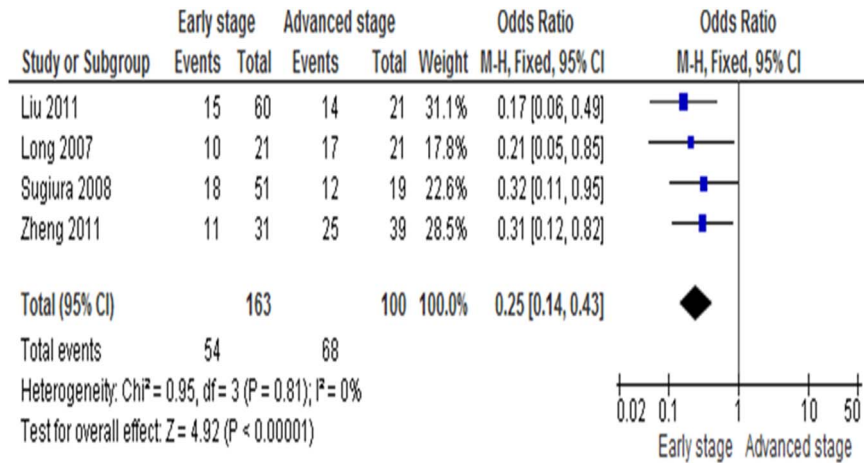 Early stage Advanced stage Odds Ratio Odds Ratio
Study or Subgroup Events Total Events Total Weight M-H, Fixed, 95% CI M-H, Fixed, 95% CI
Liu 2011 15 60 14 21 31.1% 0.17 [0.06, 0.49]
Long 2007 10 21 17 21 17.8% 0.21 [0.05, 0.85]
Sugiura 2008 18 51 12 19 22.6% 0.32 [0.11, 0.95]
Zheng 2011 11 31 25 39 28.5% 0.31 [0.12, 0.82]
Total (95% CI) 163 100 100.0% 0.25 [0.14, 0.43]
Total events 54 68
Heterogeneity: Chi² = 0.95, df = 3 (P = 0.81); I² = 0%
Test for overall effect: Z = 4.92 (P < 0.00001)
0.02 0.1 1 10 50
Early stage Advanced stage